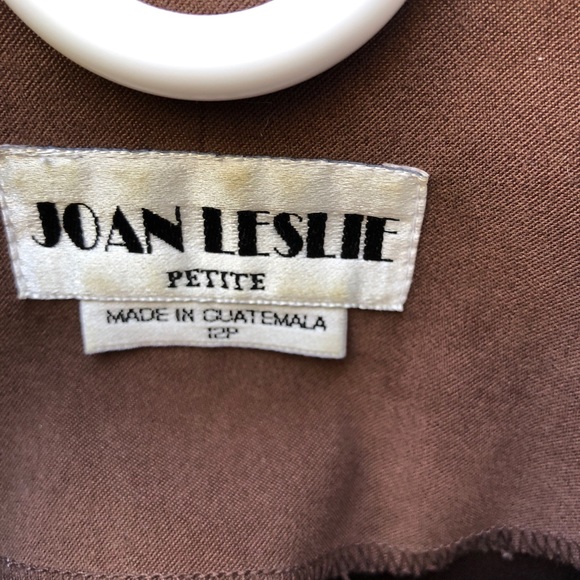 JOAN LESLIE
PETITE
MADE IN GUATEMALA
12P